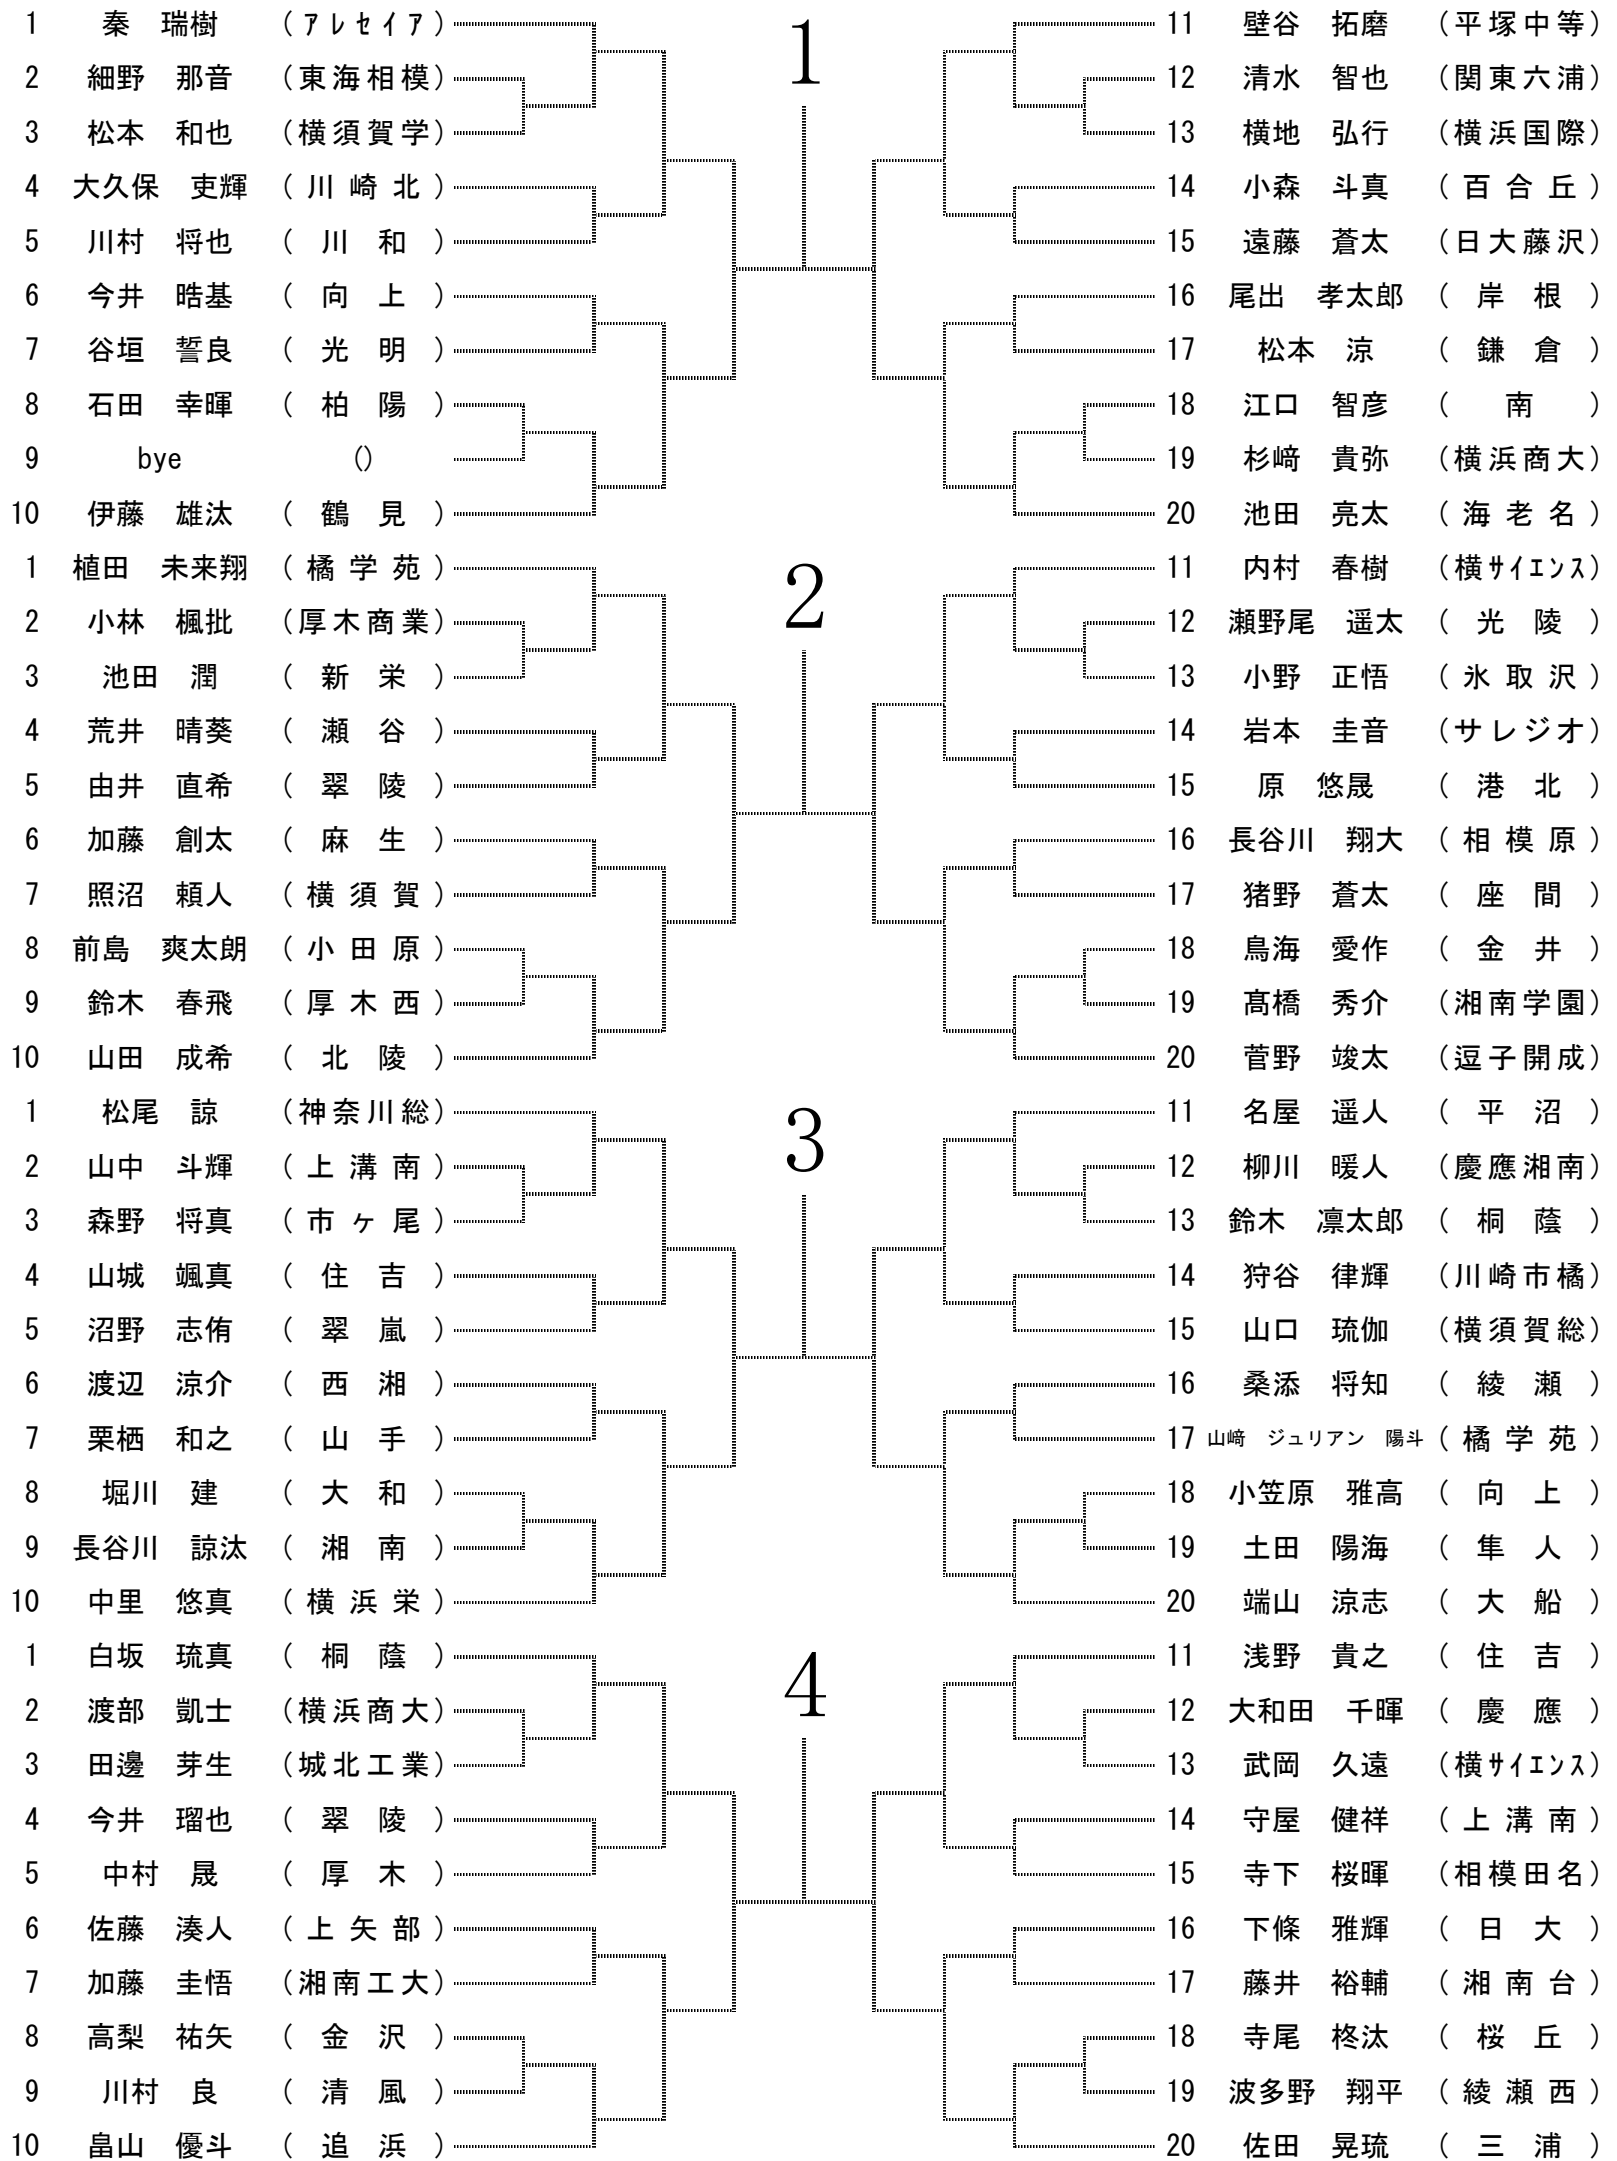 1
1 秦 瑞樹 (アレセイア)
2 細野 那音 (東海相模)
3 松本 和也 (横須賀学)
4 大久保 吏輝 (川崎北)
5 川村 将也 (川和)
6 今井 晧基 (向上)
7 谷垣 誓良 (光明)
8 石田 幸暉 (柏陽)
9 bye ()
10 伊藤 雄汰 (鶴見)
11 壁谷 拓磨 (平塚中等)
12 清水 智也 (関東六浦)
13 横地 弘行 (横浜国際)
14 小森 斗真 (百合丘)
15 遠藤 蒼太 (日大藤沢)
16 尾出 孝太郎 (岸根)
17 松本 涼 (鎌倉)
18 江口 智彦 (南)
19 杉﨑 貴弥 (横浜商大)
20 池田 亮太 (海老名)
2
1 植田 未来翔 (橘学苑)
2 小林 楓批 (厚木商業)
3 池田 潤 (新栄)
4 荒井 晴葵 (瀬谷)
5 由井 直希 (翠陵)
6 加藤 創太 (麻生)
7 照沼 頼人 (横須賀)
8 前島 爽太朗 (小田原)
9 鈴木 春飛 (厚木西)
10 山田 成希 (北陵)
11 内村 春樹 (横サイエンス)
12 瀬野尾 遥太 (光陵)
13 小野 正悟 (氷取沢)
14 岩本 圭音 (サレジオ)
15 原 悠晟 (港北)
16 長谷川 翔大 (相模原)
17 猪野 蒼太 (座間)
18 鳥海 愛作 (金井)
19 髙橋 秀介 (湘南学園)
20 菅野 竣太 (逗子開成)
3
1 松尾 諒 (神奈川総)
2 山中 斗輝 (上溝南)
3 森野 将真 (市ヶ尾)
4 山城 颯真 (住吉)
5 沼野 志侑 (翠嵐)
6 渡辺 涼介 (西湘)
7 栗栖 和之 (山手)
8 堀川 建 (大和)
9 長谷川 諒汰 (湘南)
10 中里 悠真 (横浜栄)
11 名屋 遥人 (平沼)
12 柳川 暖人 (慶應湘南)
13 鈴木 凛太郎 (桐蔭)
14 狩谷 律輝 (川崎市橘)
15 山口 琉伽 (横須賀総)
16 桑添 将知 (綾瀬)
17 山﨑 ジュリアン 陽斗 (橘学苑)
18 小笠原 雅高 (向上)
19 土田 陽海 (隼人)
20 端山 涼志 (大船)
4
1 白坂 琉真 (桐蔭)
2 渡部 凱士 (横浜商大)
3 田邊 芽生 (城北工業)
4 今井 瑠也 (翠陵)
5 中村 晟 (厚木)
6 佐藤 湊人 (上矢部)
7 加藤 圭悟 (湘南工大)
8 高梨 祐矢 (金沢)
9 川村 良 (清風)
10 畠山 優斗 (追浜)
11 浅野 貴之 (住吉)
12 大和田 千暉 (慶應)
13 武岡 久遠 (横サイエンス)
14 守屋 健祥 (上溝南)
15 寺下 桜暉 (相模田名)
16 下條 雅輝 (日大)
17 藤井 裕輔 (湘南台)
18 寺尾 柊汰 (桜丘)
19 波多野 翔平 (綾瀬西)
20 佐田 晃琉 (三浦)